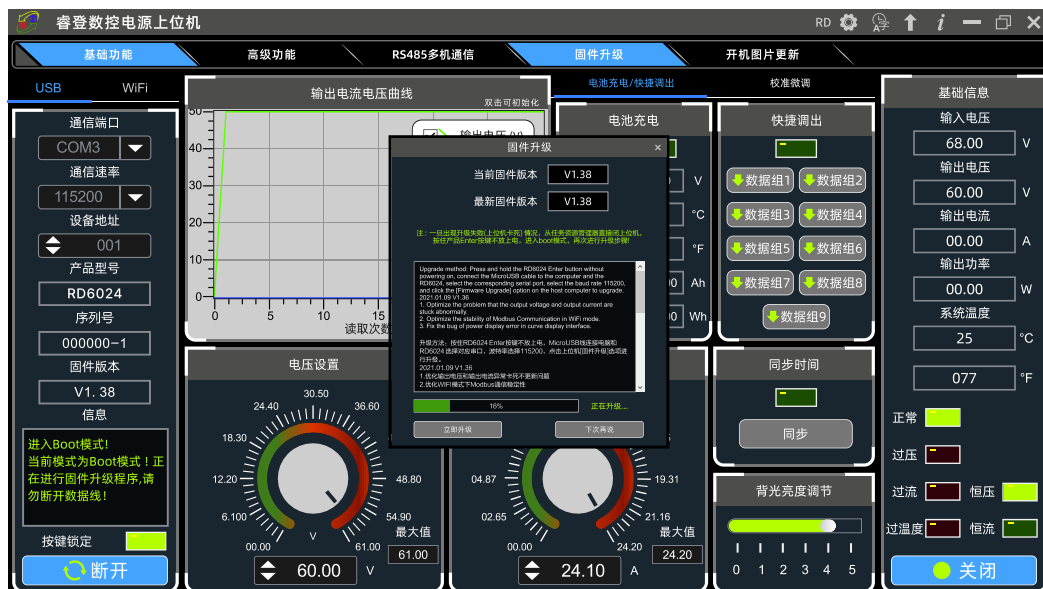 睿登数控电源上位机
RD
基础功能
高级功能
RS485多机通信
固件升级
开机图片更新
USB
WiFi
通信端口
COM3
通信速率
115200
设备地址
001
产品型号
RD6024
序列号
000000-1
固件版本
V1.38
信息
进入Boot模式!
当前模式为Boot模式！正
在进行固件升级程序,请
勿断开数据线!
按键锁定
断开
输出电流电压曲线
双击可初始化
50
40
30
20
10
0
0
5
10
15
读取次数
电池充电/快捷调出
校准微调
电池充电
V
°C
°F
Ah
Wh
快捷调出
数据组1
数据组2
数据组3
数据组4
数据组5
数据组6
数据组7
数据组8
数据组9
固件升级
当前固件版本
V1.38
最新固件版本
V1.38
注：一旦出现升级失败(上位机卡死)情况，从任务资源管理器直接闭上位机，
按住产品Enter按键不放上电，进入boot模式，再次进行升级步骤!
Upgrade method: Press and hold the RD6024 Enter button without
powering on, connect the MicroUSB cable to the computer and the
RD6024, select the corresponding serial port, select the baud rate 115200,
and click the [Firmware Upgrade] option on the host computer to upgrade.
2021.01.09 V1.36
1. Optimize the problem that the output voltage and output current are
stuck abnormally.
2. Optimize the stability of Modbus Communication in WiFi mode.
3. Fix the bug of power display error in curve display interface.
升级方法：按住RD6024 Enter按键不放上电，MicroUSB线连接电脑和
RD6024 选择对应串口，波特率选择115200，点击上位机[固件升级]选项进
行升级。
2021.01.09 V1.36
1.优化输出电压和输出电流异常卡死不更新问题
2.优化WIFI模式下Modbus通信稳定性
16%
正在升级...
立即升级
下次再说
电压设置
00.00
6.100
12.20
18.30
24.40
30.50
36.60
48.80
54.90
61.00
V
最大值
61.00
60.00
V
00.00
02.65
04.87
19.31
21.16
24.20
A
最大值
24.20
24.10
A
同步时间
同步
背光亮度调节
0 1 2 3 4 5
基础信息
输入电压
68.00
V
输出电压
60.00
V
输出电流
00.00
A
输出功率
00.00
W
系统温度
25
°C
077
°F
正常
过压
过流
恒压
过温度
恒流
关闭